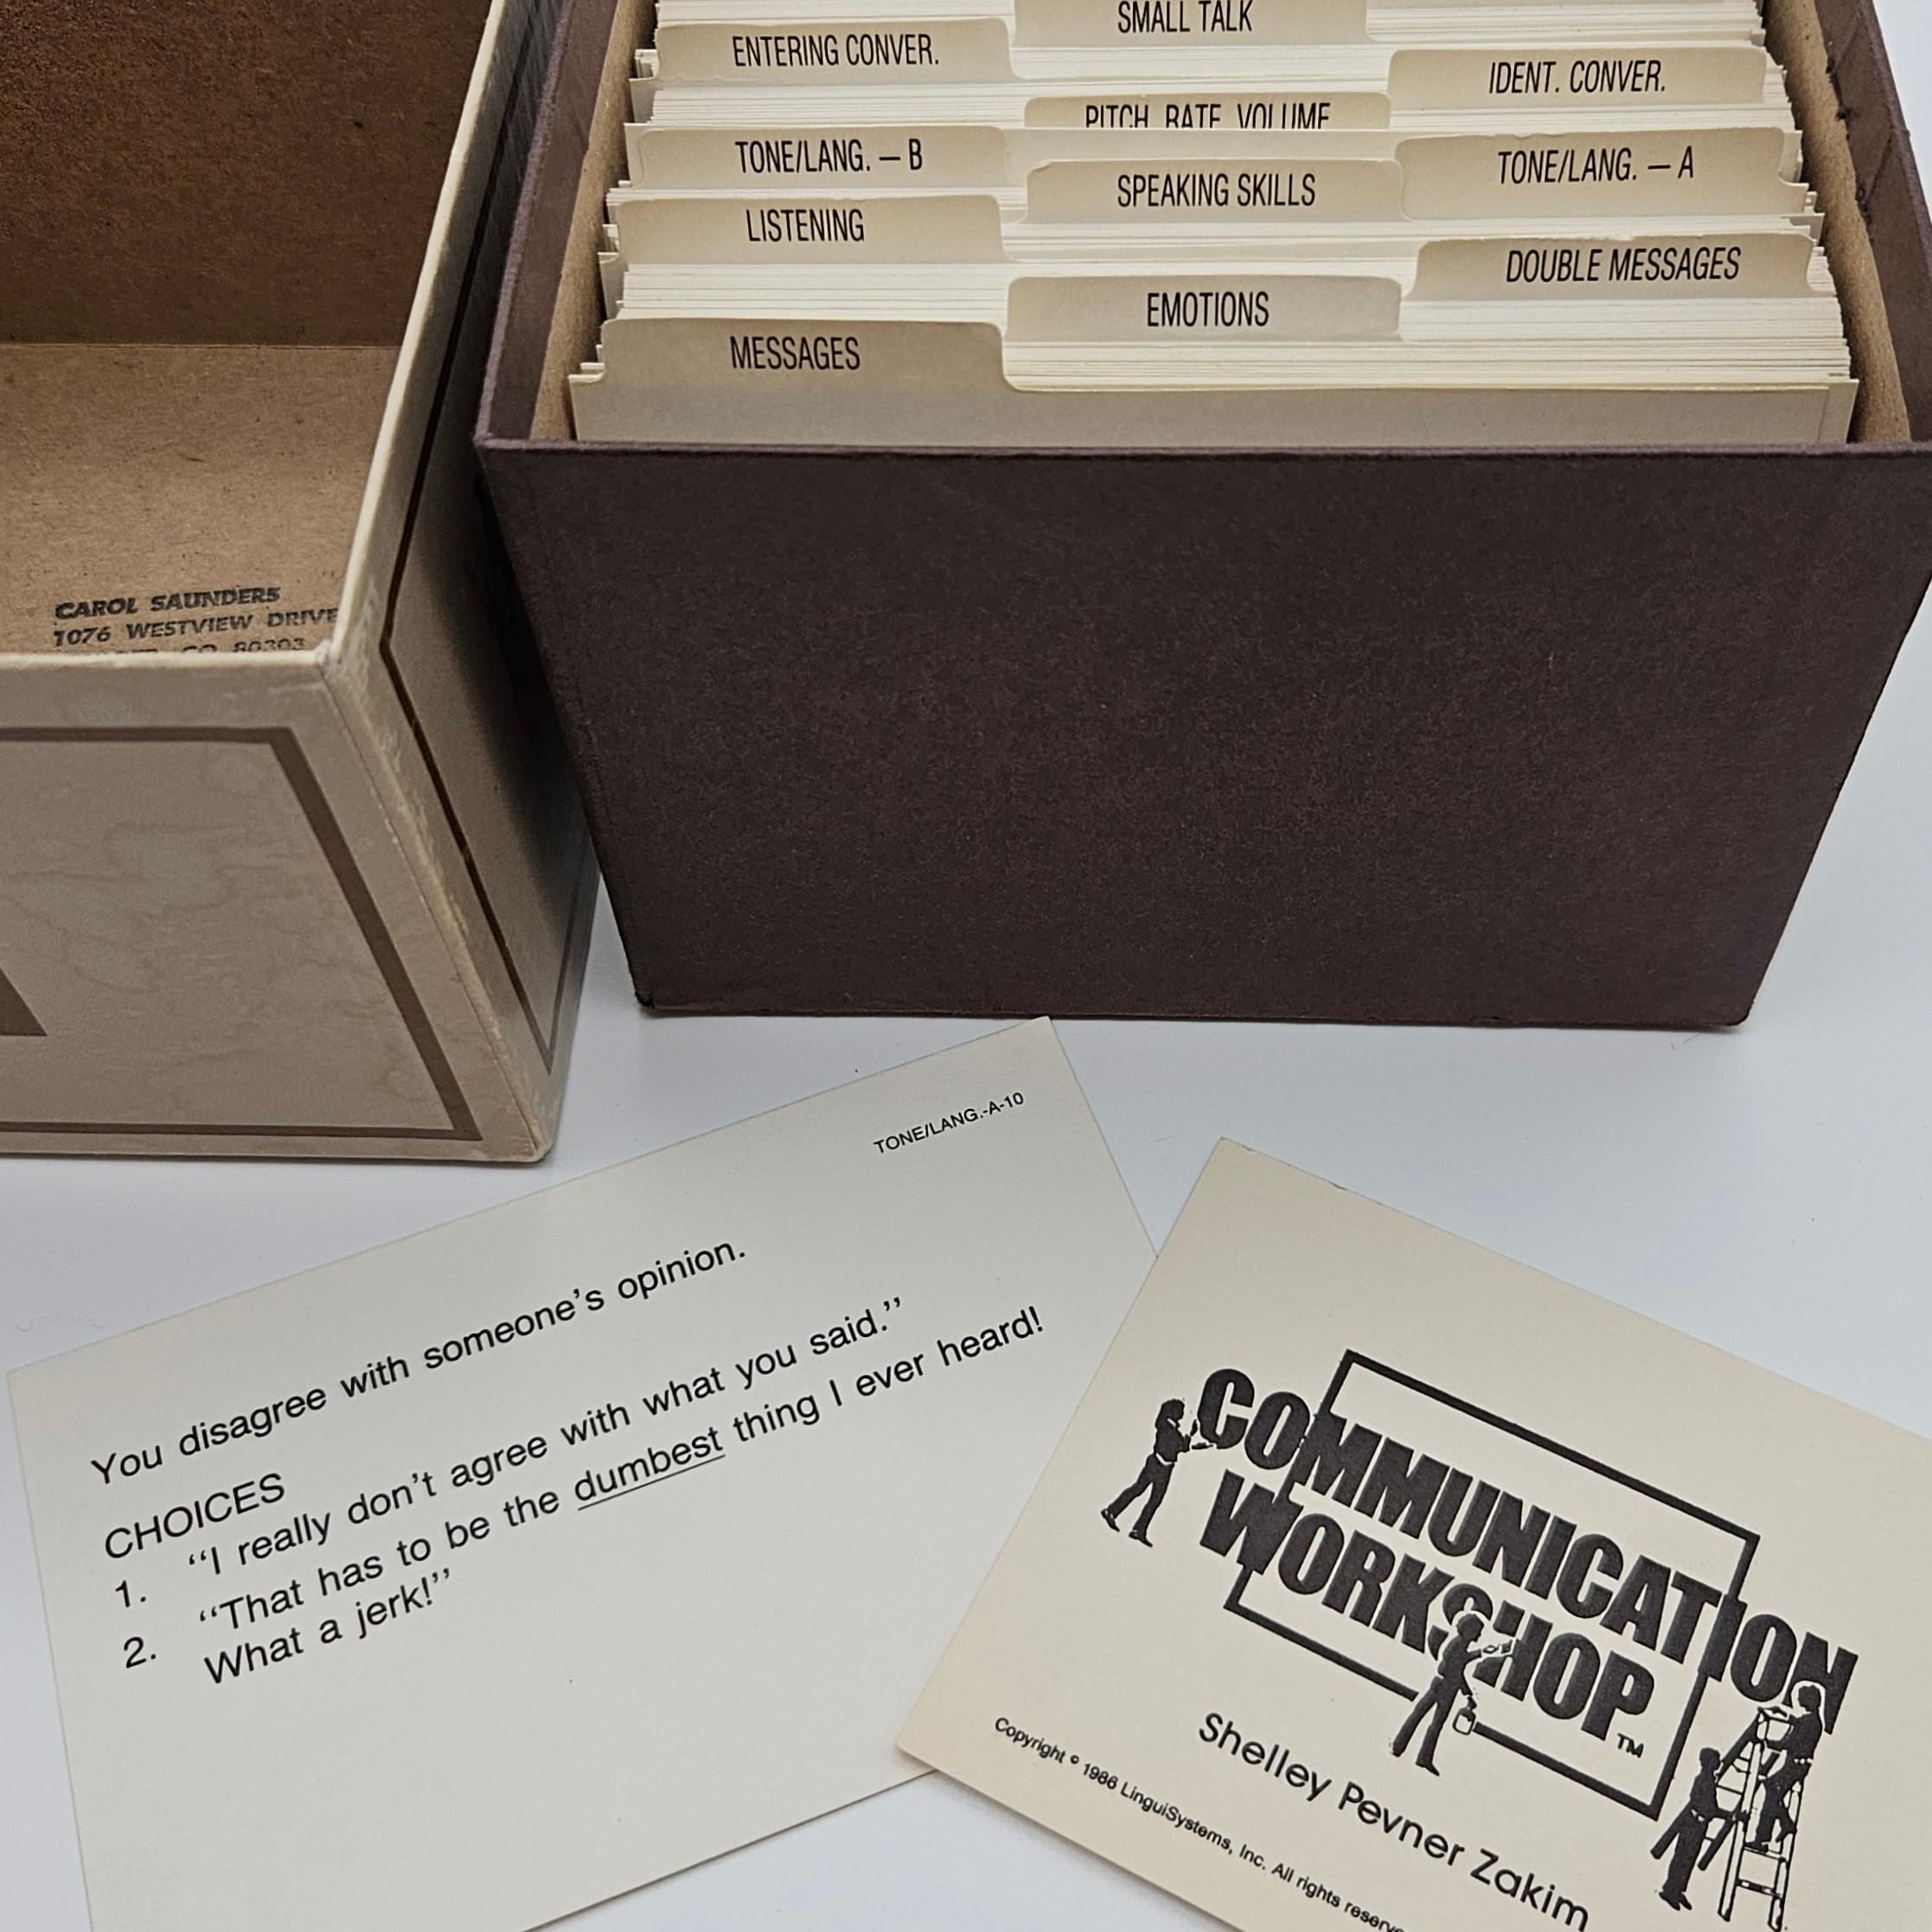 SMALL TALK
ENTERING CONVER.
IDENT. CONVER.
PITCH, RATE, VOLUME
TONE/LANG. — B
TONE/LANG. — A
SPEAKING SKILLS
LISTENING
DOUBLE MESSAGES
EMOTIONS
MESSAGES
CAROL SAUNDERS
1076 WESTVIEW DRIVE
CO 80303
TONE/LANG.-A-10
You disagree with someone's opinion.
CHOICES
1. “I really don't agree with what you said.”
2. “That has to be the dumbest thing I ever heard!
What a jerk!”
COMMUNICATION
WORKSHOP™
Shelley Pevner Zakim
Copyright © 1986 LinguiSystems, Inc. All rights